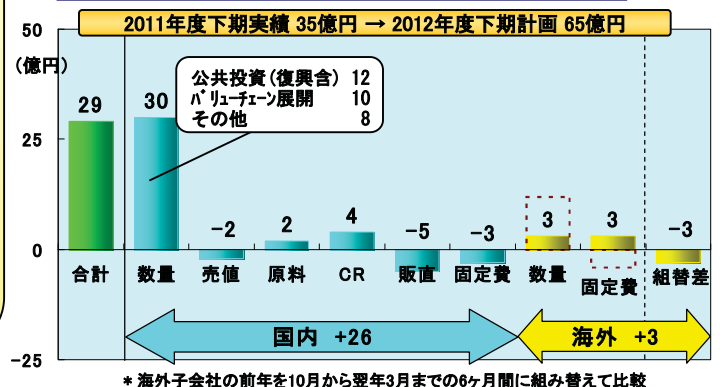 2011年度下期実績 35億円 → 2012年度下期計画 65億円
50
(億円)
25
0
-25
公共投資(復興含) 12
ﾊﾞﾘｭｰﾁｪｰﾝ展開 10
その他 8
29
30
-2
2
4
-5
-3
3
3
-3
合計
数量
売値
原料
CR
販直
固定費
数量
固定費
組替差
国内 +26
海外 +3
* 海外子会社の前年を10月から翌年3月までの6ヶ月間に組み替えて比較